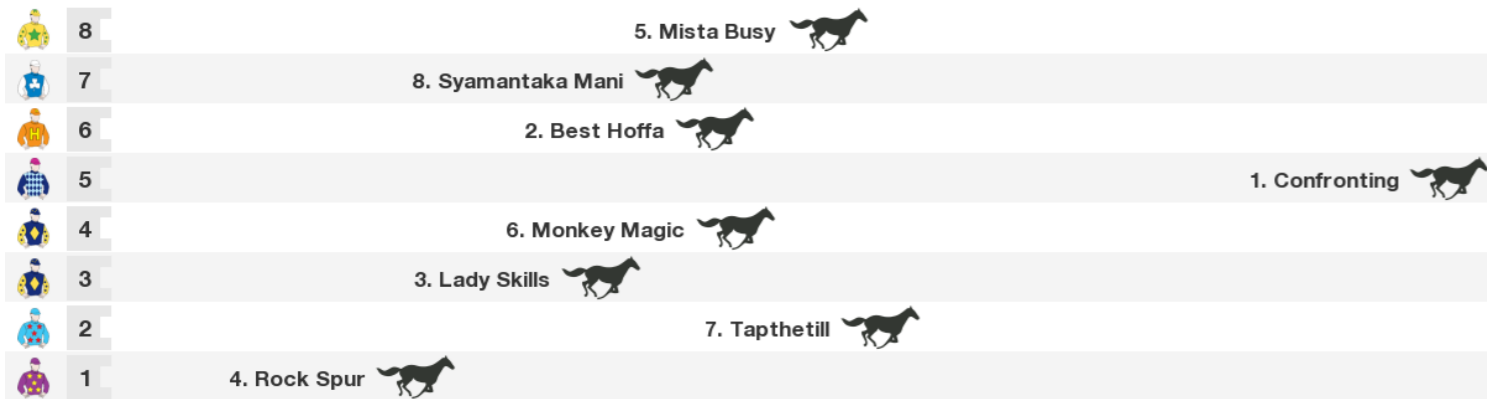 8 5. Mista Busy
7 8. Syamantaka Mani
H 6 2. Best Hoffa
5 1. Confronting
4 6. Monkey Magic
3 3. Lady Skills
2 7. Tapthetill
1 4. Rock Spur